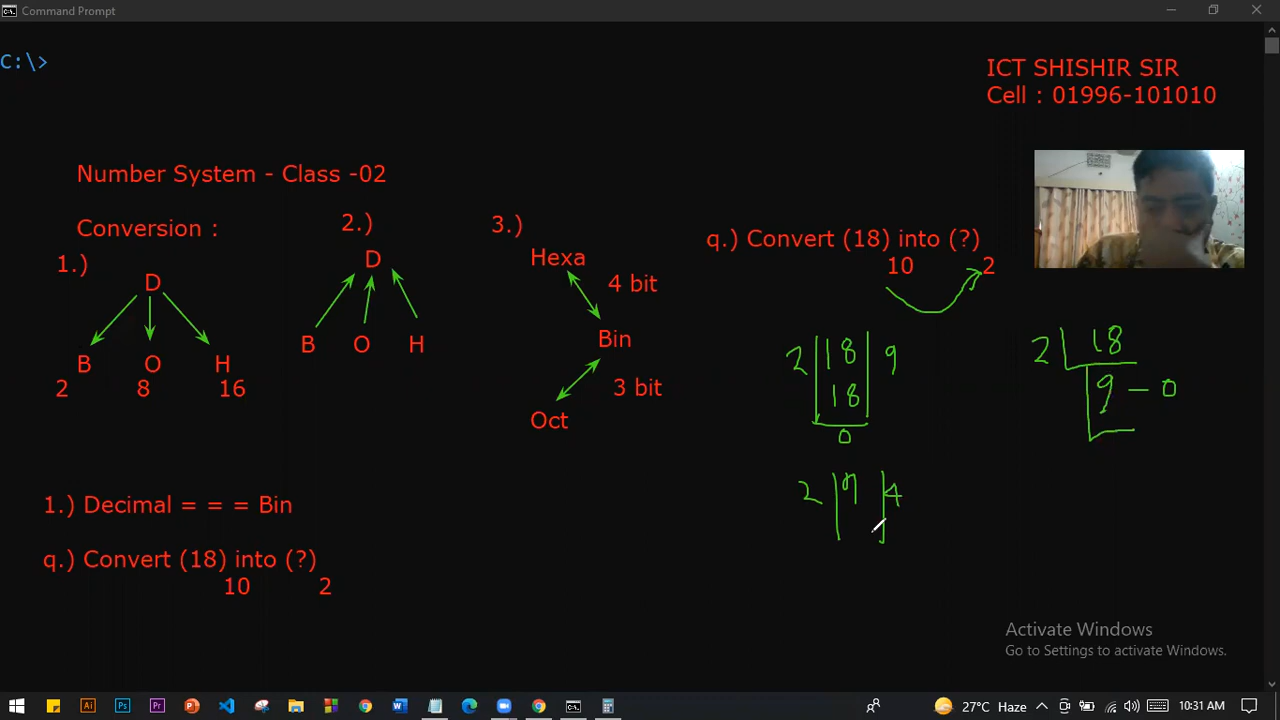 Command Prompt
C:\>
ICT SHISHIR SIR
Cell : 01996-101010
Number System - Class -02
Conversion :
1.)
D
B O H
2 8 16
2.)
D
B O H
3.)
Hexa
4 bit
Bin
3 bit
Oct
q.) Convert (18) into (?)
10 2
2 18 9
18
0
2 9 4
2 18
9 - 0
1.) Decimal = = = Bin
q.) Convert (18) into (?)
10 2
Activate Windows
Go to Settings to activate Windows.
27°C Haze
10:31 AM